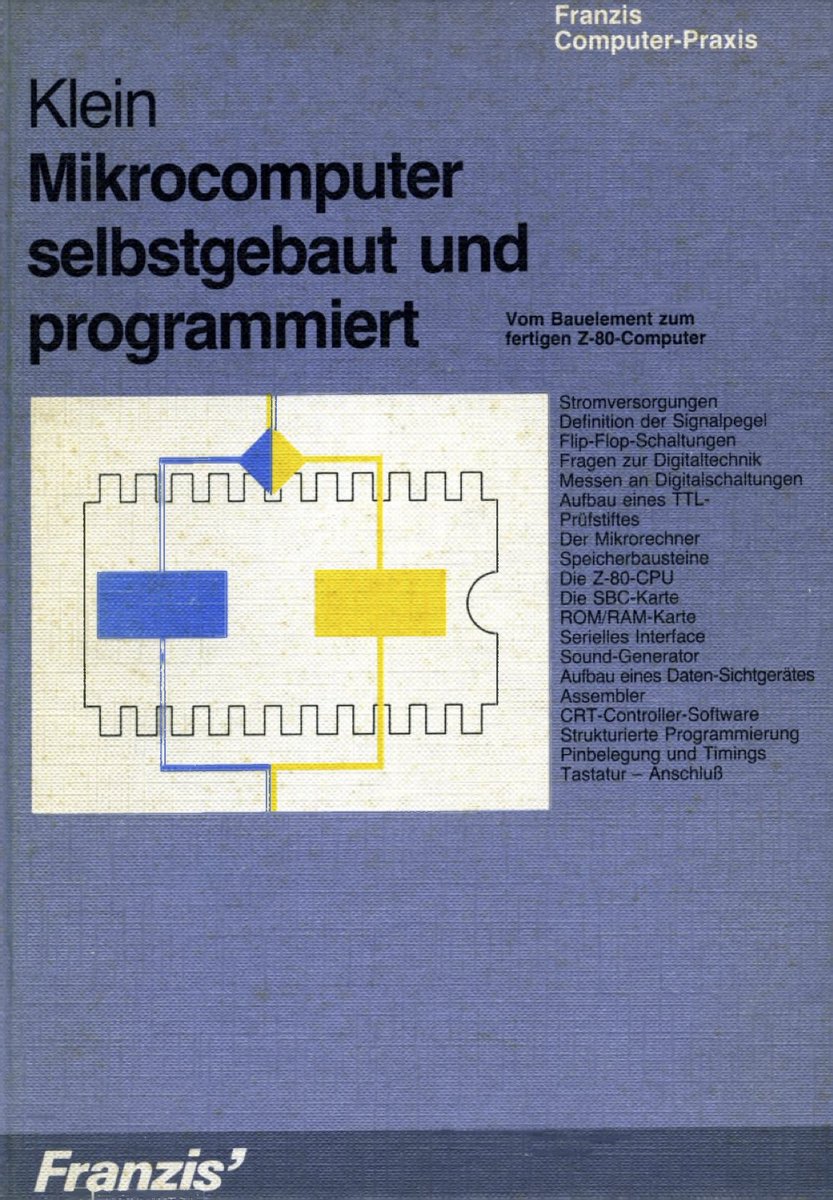 Franzis
Computer-Praxis
Klein
Mikrocomputer
selbstgebaut und
programmiert
Vom Bauelement zum
fertigen Z-80-Computer
Stromversorgungen
Definition der Signalpegel
Flip-Flop-Schaltungen
Fragen zur Digitaltechnik
Messen an Digitalschaltungen
Aufbau eines TTL-
Prüfstiftes
Der Mikrorechner
Speicherbausteine
Die Z-80-CPU
Die SBC-Karte
ROM/RAM-Karte
Serielles Interface
Sound-Generator
Aufbau eines Daten-Sichtgerätes
Assembler
CRT-Controller-Software
Strukturierte Programmierung
Pinbelegung und Timings
Tastatur – Anschluß
Franzis’